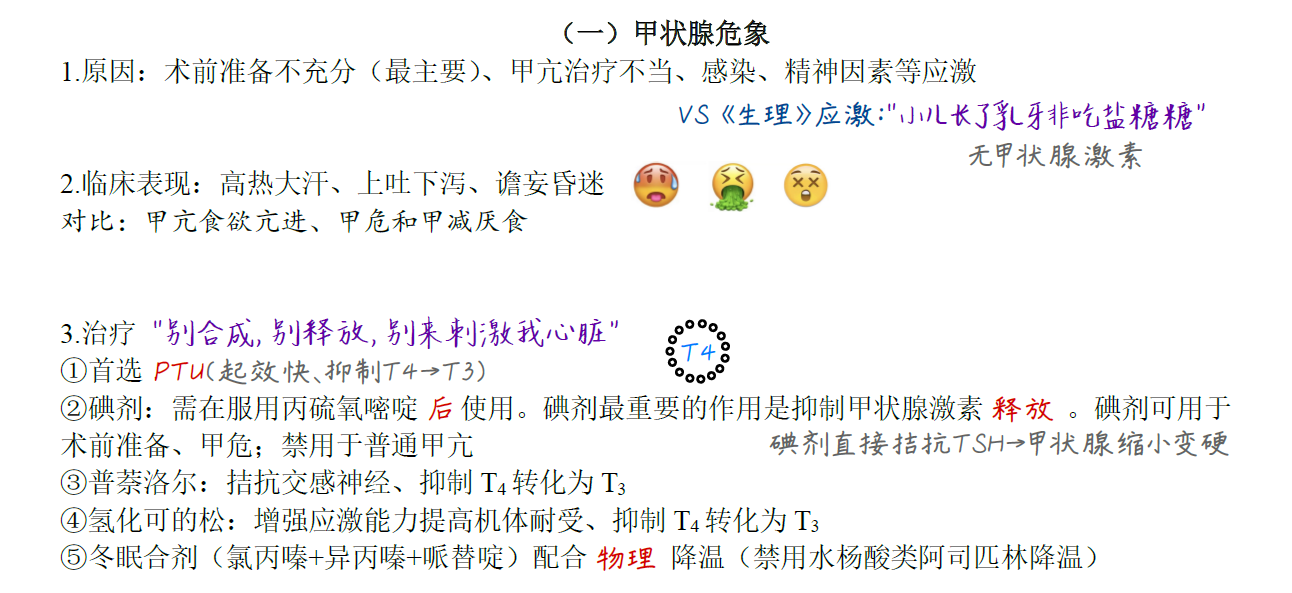 （一）甲状腺危象
1.原因：术前准备不充分（最主要）、甲亢治疗不当、感染、精神因素等应激
VS《生理》应激："小儿长了乳牙非吃盐糖糖"
无甲状腺激素
2.临床表现：高热大汗、上吐下泻、谵妄昏迷
对比：甲亢食欲亢进、甲危和甲减厌食
3.治疗 "别合成，别释放，别来刺激我心脏"
①首选 PTU(起效快、抑制T4→T3)
T4
②碘剂：需在服用丙硫氧嘧啶 后 使用。碘剂最重要的作用是抑制甲状腺激素 释放 。碘剂可用于
术前准备、甲危；禁用于普通甲亢 碘剂直接拮抗TSH→甲状腺缩小变硬
③普萘洛尔：拮抗交感神经、抑制 T4 转化为 T3
④氢化可的松：增强应激能力提高机体耐受、抑制 T4 转化为 T3
⑤冬眠合剂（氯丙嗪+异丙嗪+哌替啶）配合 物理 降温（禁用水杨酸类阿司匹林降温）